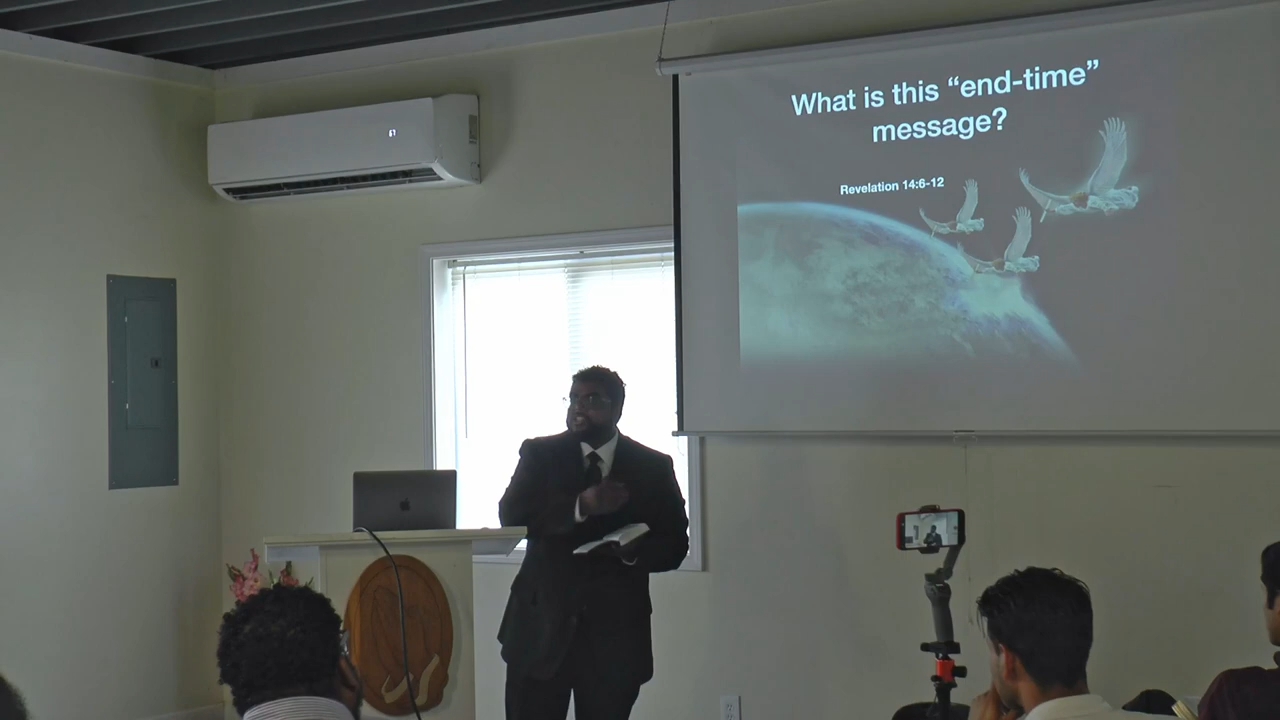 What is this “end-time”
message?
Revelation 14:6-12